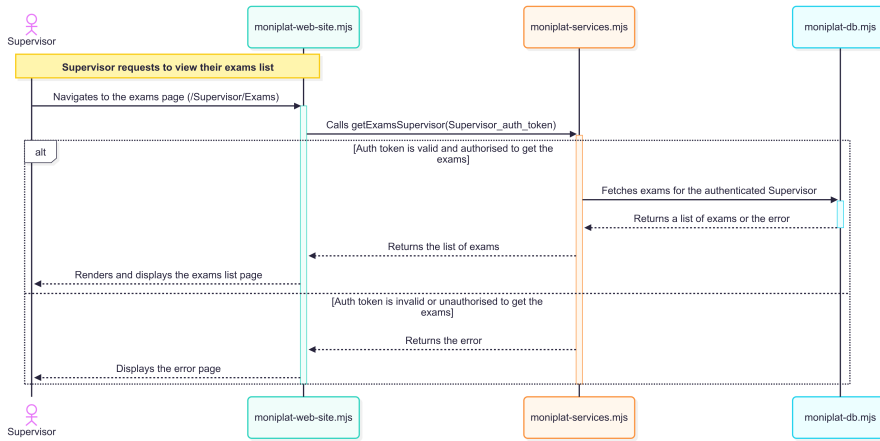 Supervisor
moniplat-web-site.mjs
moniplat-services.mjs
moniplat-db.mjs
Supervisor requests to view their exams list
Navigates to the exams page (/Supervisor/Exams)
Calls getExamsSupervisor(Supervisor_auth_token)
alt
[Auth token is valid and authorised to get the
exams]
Fetches exams for the authenticated Supervisor
Returns a list of exams or the error
Returns the list of exams
Renders and displays the exams list page
[Auth token is invalid or unauthorised to get the
exams]
Returns the error
Displays the error page
Supervisor
moniplat-web-site.mjs
moniplat-services.mjs
moniplat-db.mjs